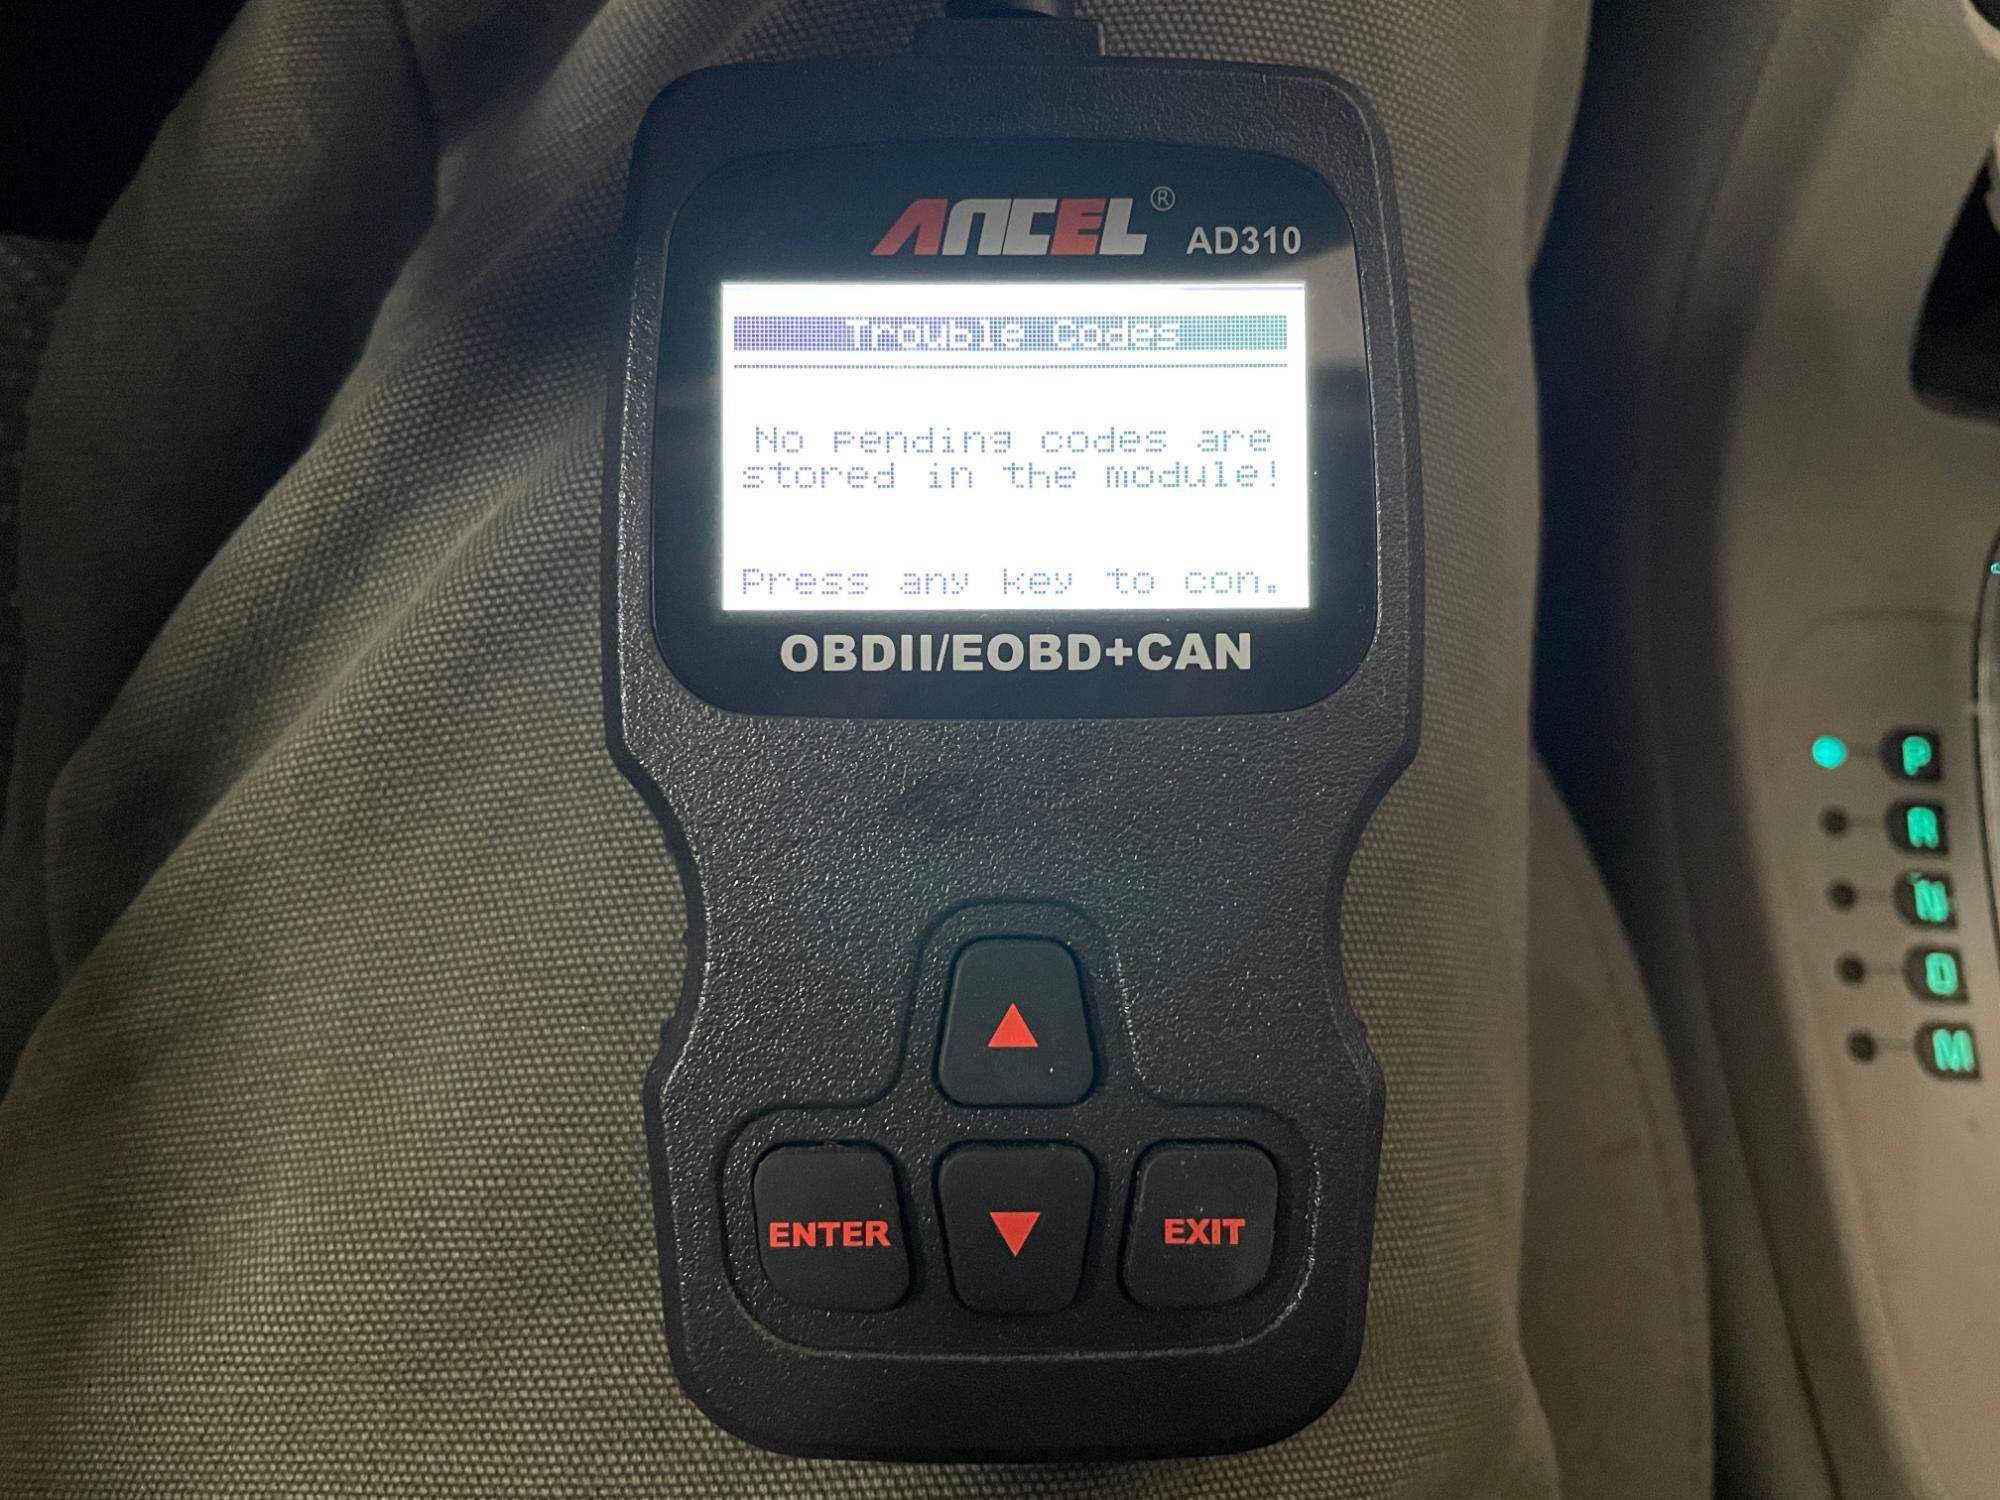 ANCEL® AD310
Trouble Codes
No pending codes are
stored in the module!
Press any key to con.
OBDII/EOBD+CAN
ENTER
EXIT
P
R
N
D
M